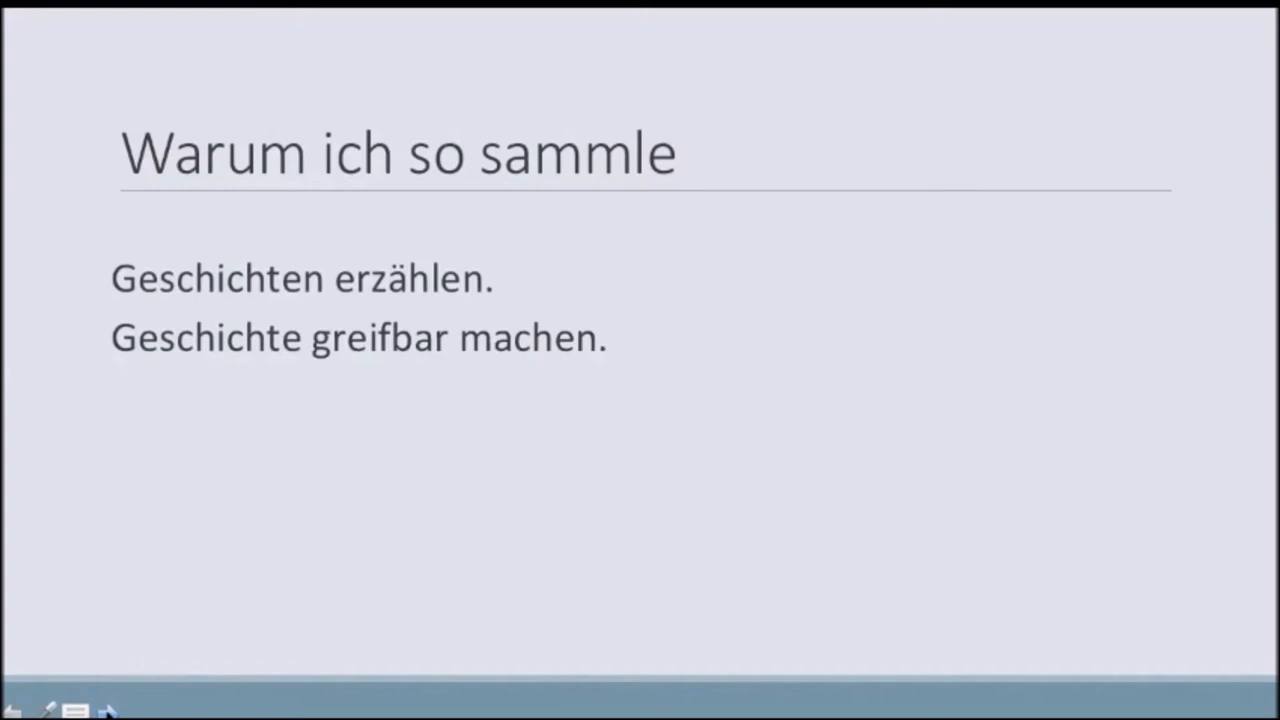 Warum ich so sammle
Geschichten erzählen.
Geschichte greifbar machen.